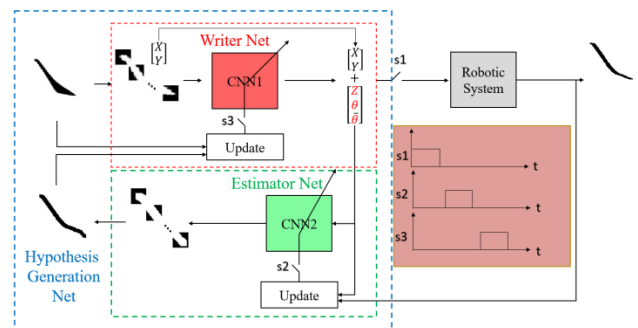 Writer Net
X
Y
CNN1
s3
Update
X
Y
+
Z
θ
θ̄
s1
Robotic
System
Estimator Net
CNN2
s2
Update
Hypothesis
Generation
Net
s1
t
s2
t
s3
t